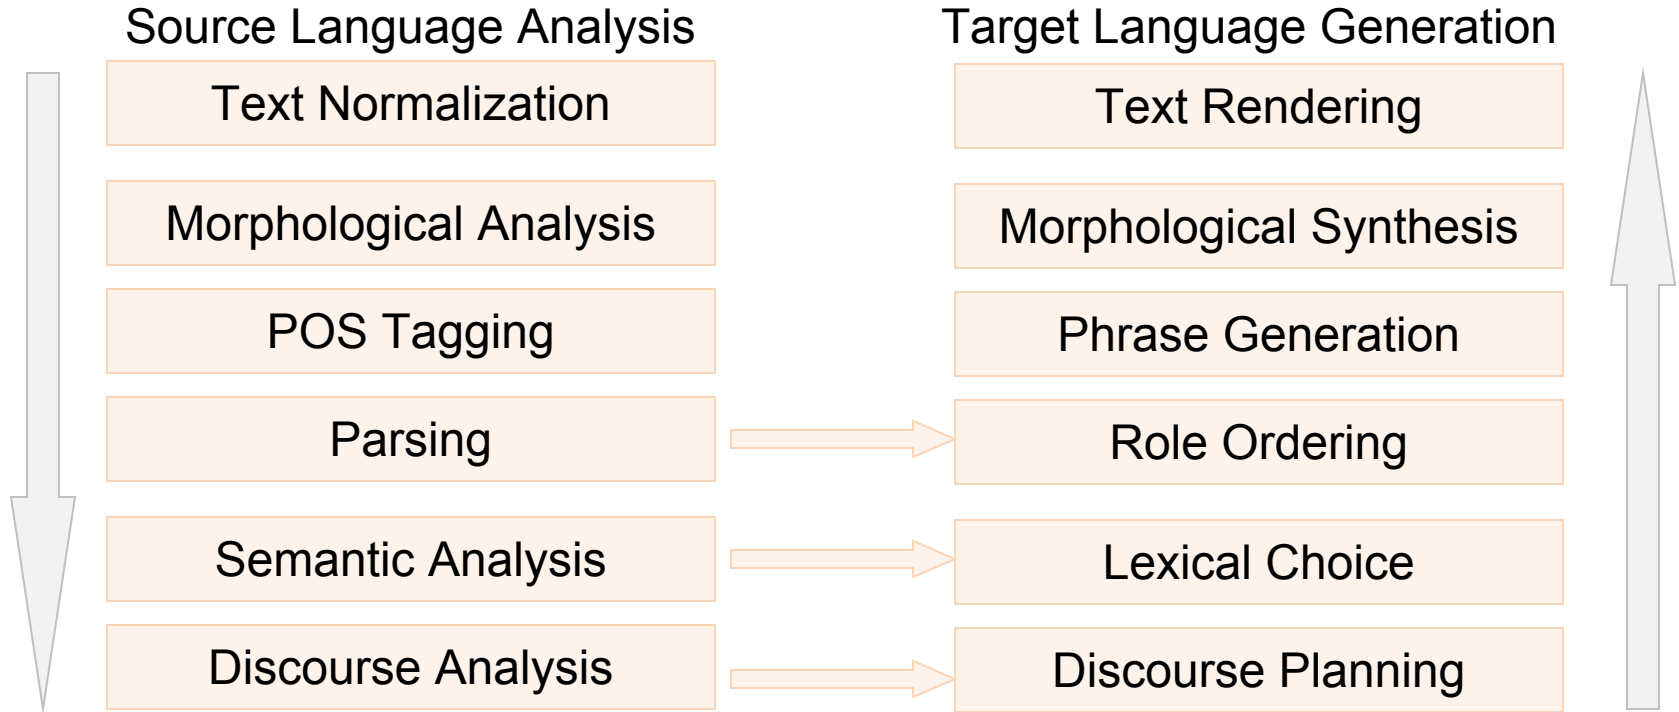 Source Language Analysis
Text Normalization
Morphological Analysis
POS Tagging
Parsing
Semantic Analysis
Discourse Analysis
Target Language Generation
Text Rendering
Morphological Synthesis
Phrase Generation
Role Ordering
Lexical Choice
Discourse Planning